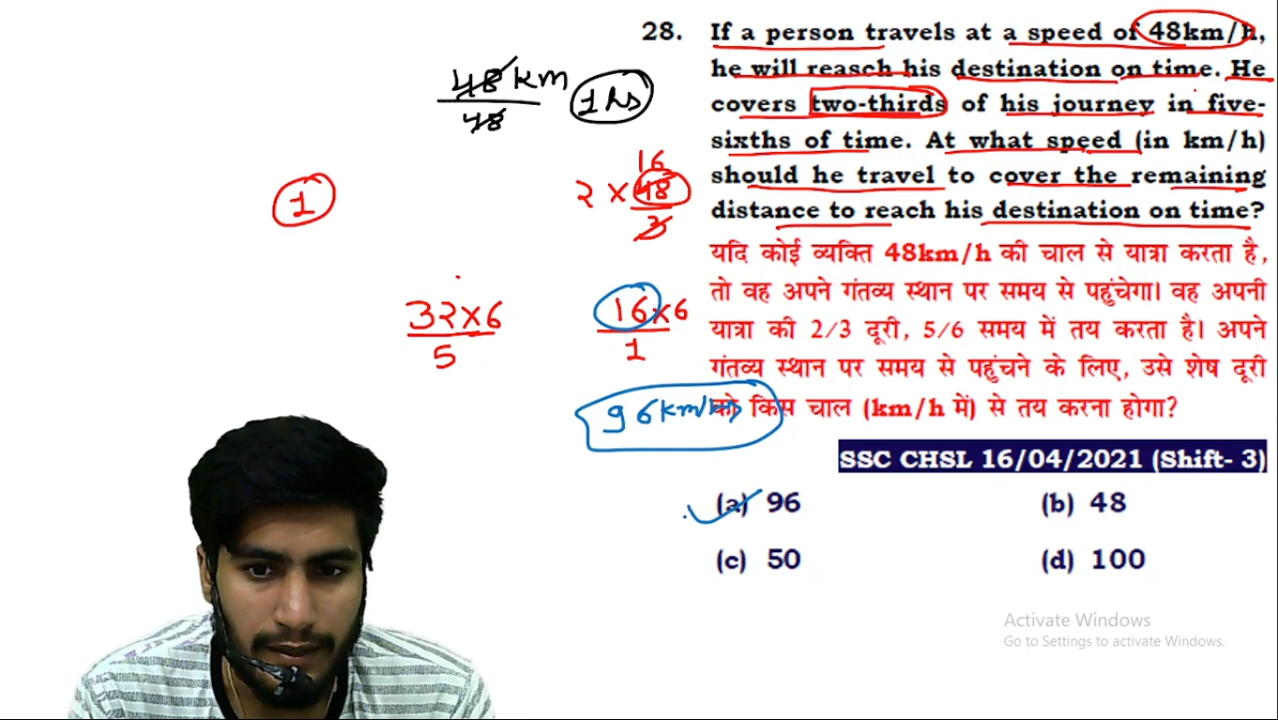 28. If a person travels at a speed of 48km/h,
he will reasch his destination on time. He
covers two-thirds of his journey in five-
sixths of time. At what speed (in km/h)
should he travel to cover the remaining
distance to reach his destination on time?
यदि कोई व्यक्ति 48km/h की चाल से यात्रा करता है,
तो वह अपने गंतव्य स्थान पर समय से पहुंचेगा। वह अपनी
यात्रा की 2/3 दूरी, 5/6 समय में तय करता है। अपने
गंतव्य स्थान पर समय से पहुंचने के लिए, उसे शेष दूरी
को किस चाल (km/h में) से तय करना होगा?
SSC CHSL 16/04/2021 (Shift- 3)
(a) 96 (b) 48
(c) 50 (d) 100
48 km
48
1 hs
1
16
2 × 48
3
32×6
5
16×6
1
96 km/hs
Activate Windows
Go to Settings to activate Windows.